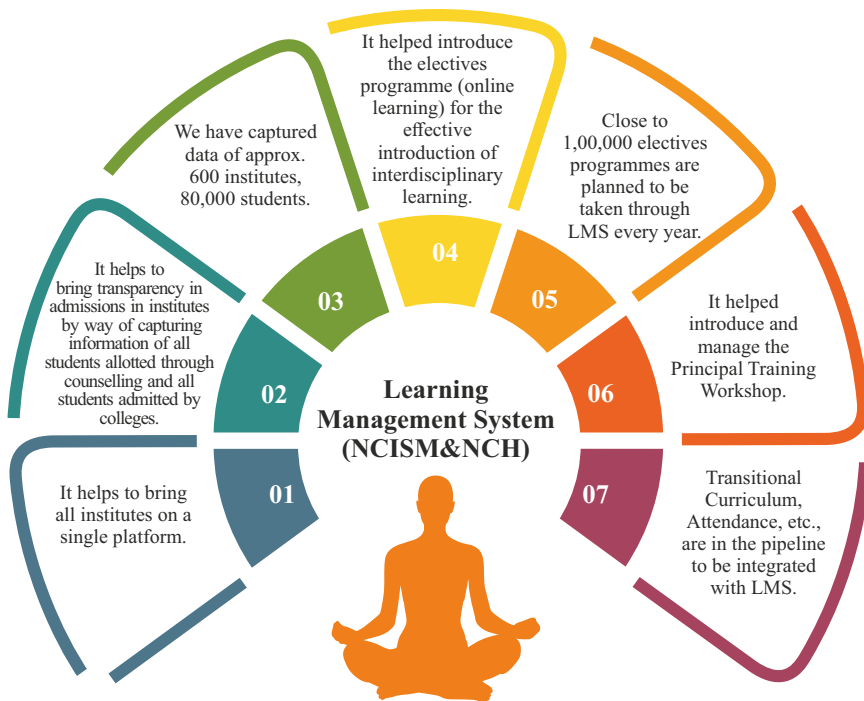 Learning
Management System
(NCISM&NCH)
01
It helps to bring
all institutes on a
single platform.
02
It helps to
bring transparency in
admissions in institutes
by way of capturing
information of all
students allotted through
counselling and all
students admitted by
colleges.
03
We have captured
data of approx.
600 institutes,
80,000 students.
04
It helped introduce
the electives
programme (online
learning) for the
effective
introduction of
interdisciplinary
learning.
05
Close to
1,00,000 electives
programmes are
planned to be
taken through
LMS every year.
06
It helped
introduce and
manage the
Principal Training
Workshop.
07
Transitional
Curriculum,
Attendance, etc.,
are in the pipeline
to be integrated
with LMS.